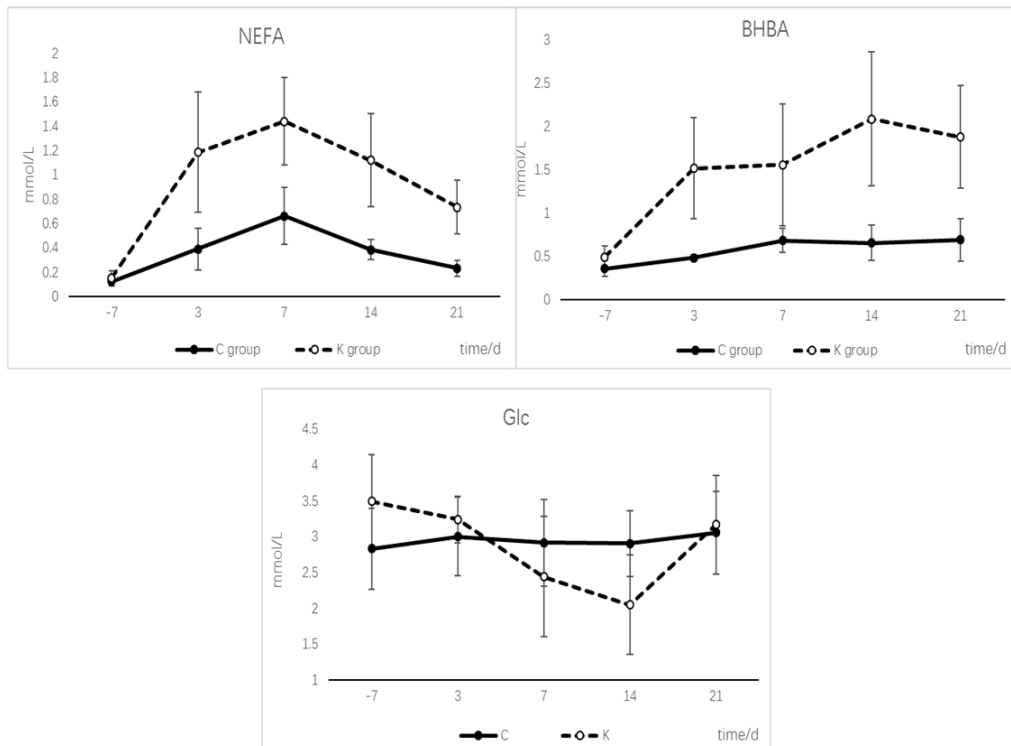 NEFA
2
1.8
1.6
1.4
1.2
1
0.8
0.6
0.4
0.2
0
mmol/L
-7 3 7 14 21
C group K group time/d
BHBA
3
2.5
2
1.5
1
0.5
0
mmol/L
-7 3 7 14 21
C group K group time/d
Glc
4.5
4
3.5
3
2.5
2
1.5
1
mmol/L
-7 3 7 14 21
C K time/d